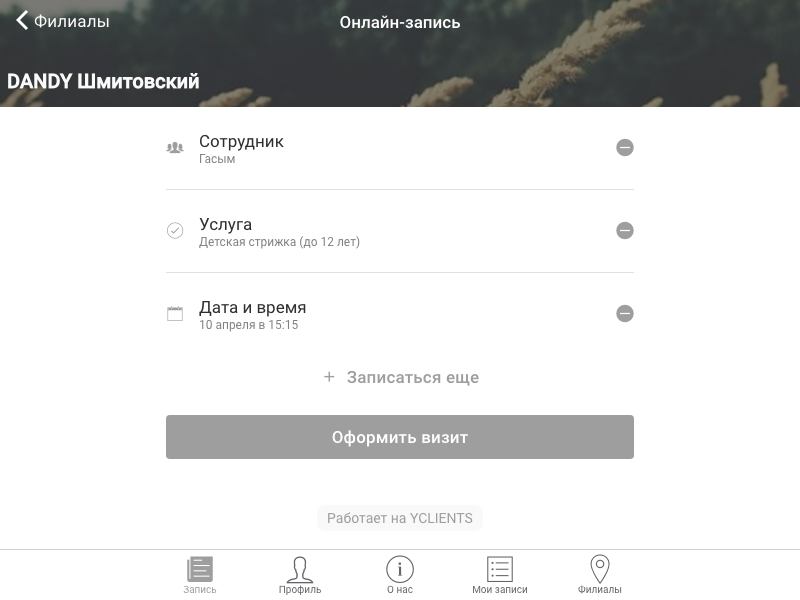 Филиалы
Онлайн-запись
DANDY Шмитовский
Сотрудник
Гасым
Услуга
Детская стрижка (до 12 лет)
Дата и время
10 апреля в 15:15
+ Записаться еще
Оформить визит
Работает на YCLIENTS
Запись
Профиль
О нас
Мои записи
Филиалы